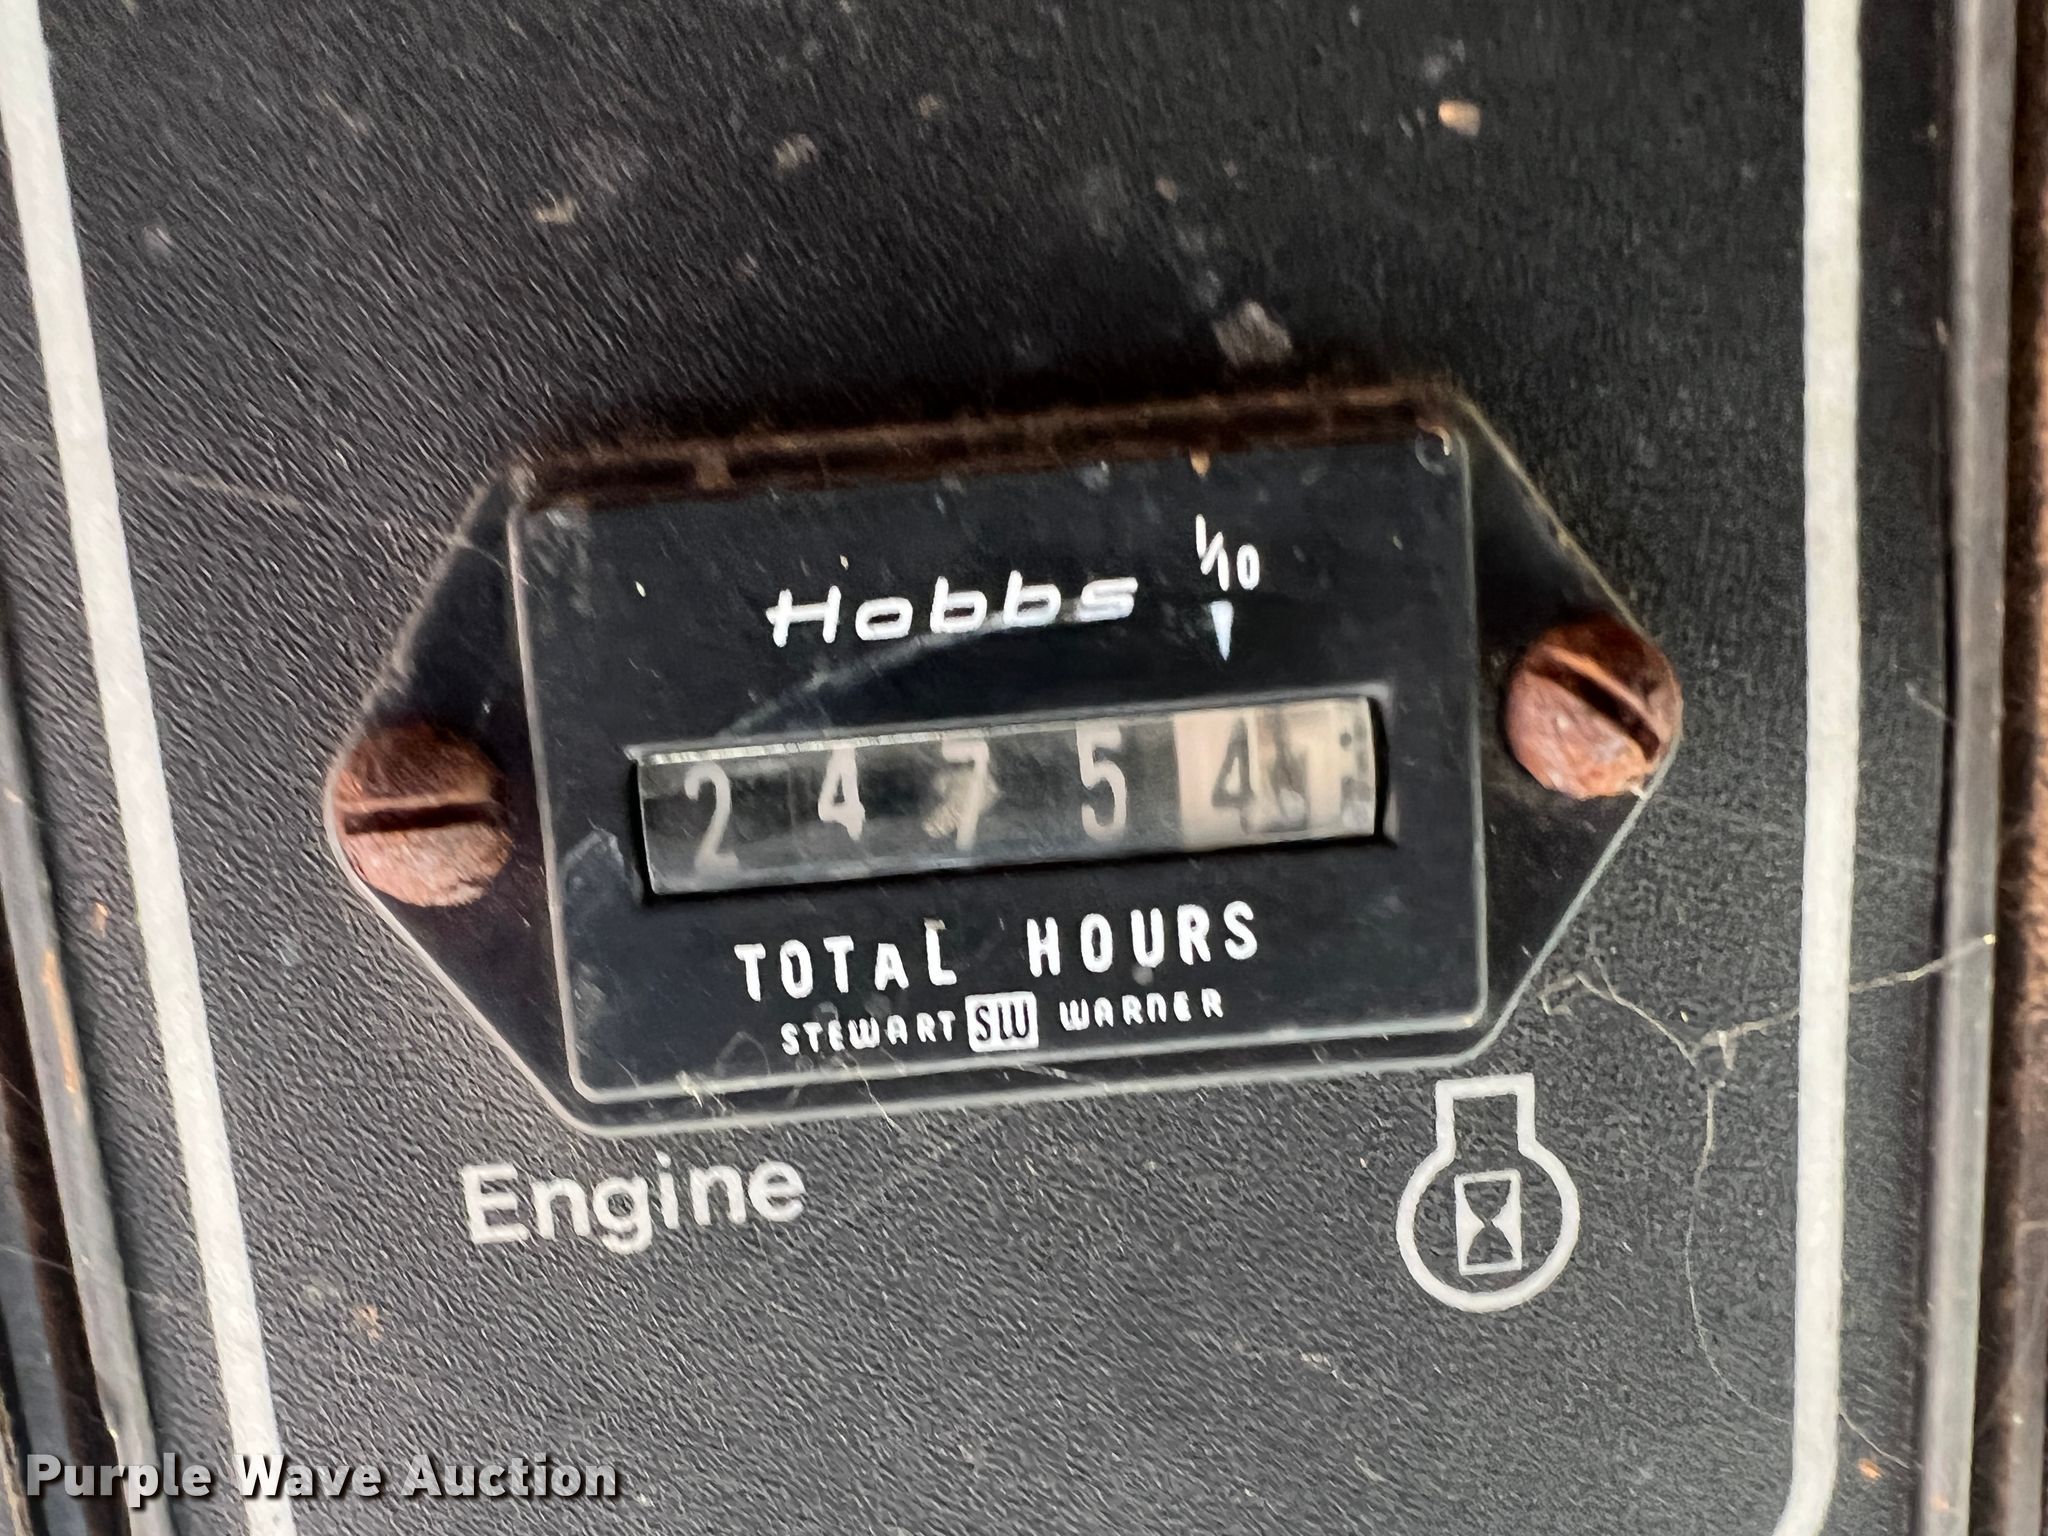 Hobbs 1/10
2 4 7 5 4
TOTAL HOURS
STEWART SW WARNER
Engine
Purple Wave Auction